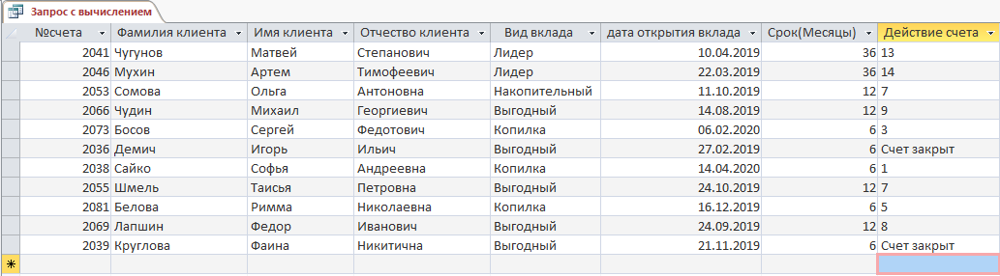 Запрос с вычислением
№счета Фамилия клиента Имя клиента Отчество клиента Вид вклада дата открытия вклада Срок(Месяцы) Действие счета
2041 Чугунов Матвей Степанович Лидер 10.04.2019 36 13
2046 Мухин Артем Тимофеевич Лидер 22.03.2019 36 14
2053 Сомова Ольга Антоновна Накопительный 11.10.2019 12 7
2066 Чудин Михаил Георгиевич Выгодный 14.08.2019 12 9
2073 Босов Сергей Федотович Копилка 06.02.2020 6 3
2036 Демич Игорь Ильич Выгодный 27.02.2019 6 Счет закрыт
2038 Сайко Софья Андреевна Копилка 14.04.2020 6 1
2055 Шмель Таисья Петровна Выгодный 24.10.2019 12 7
2081 Белова Римма Николаевна Копилка 16.12.2019 6 5
2069 Лапшин Федор Иванович Выгодный 24.09.2019 12 8
2039 Круглова Фаина Никитична Выгодный 21.11.2019 6 Счет закрыт